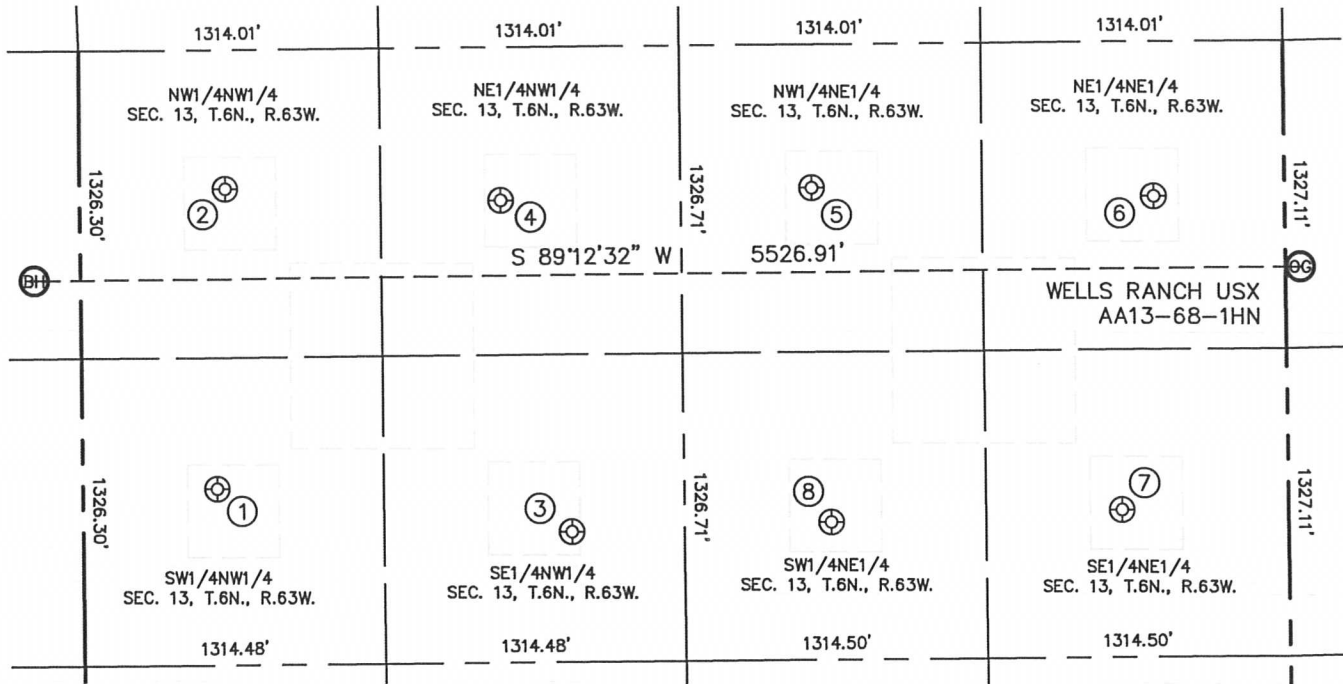 1314.01' 1314.01' 1314.01' 1314.01'
NW1/4NW1/4
SEC. 13, T.6N., R.63W.
NE1/4NW1/4
SEC. 13, T.6N., R.63W.
NW1/4NE1/4
SEC. 13, T.6N., R.63W.
NE1/4NE1/4
SEC. 13, T.6N., R.63W.
1326.30'
1326.71'
1327.11'
2
4
5
6
S 89°12'32" W 5526.91'
BH
WELLS RANCH USX
AA13-68-1HN
1326.30'
1326.71'
1327.11'
1
3
8
7
SW1/4NW1/4
SEC. 13, T.6N., R.63W.
SE1/4NW1/4
SEC. 13, T.6N., R.63W.
SW1/4NE1/4
SEC. 13, T.6N., R.63W.
SE1/4NE1/4
SEC. 13, T.6N., R.63W.
1314.48' 1314.48' 1314.50' 1314.50'